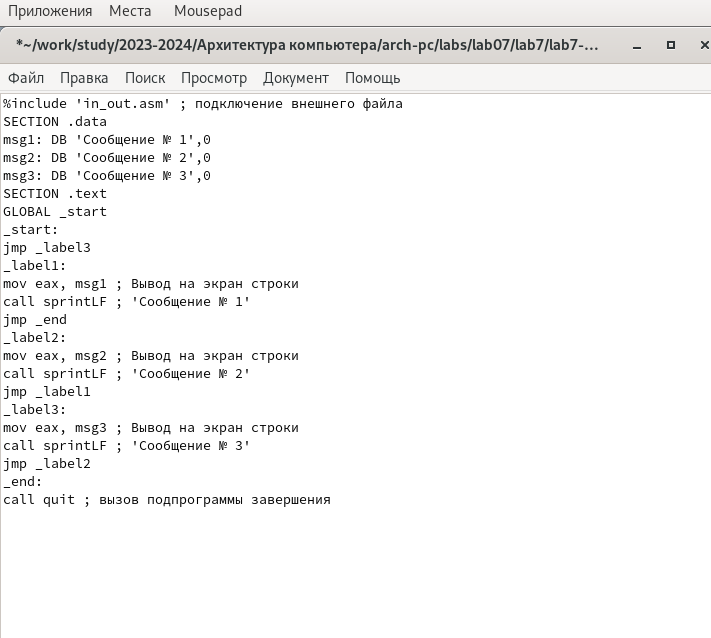 Приложения Места Mousepad
*~/work/study/2023-2024/Архитектура компьютера/arch-pc/labs/lab07/lab7/lab7-...
Файл Правка Поиск Просмотр Документ Помощь
%include 'in_out.asm' ; подключение внешнего файла
SECTION .data
msg1: DB 'Сообщение № 1',0
msg2: DB 'Сообщение № 2',0
msg3: DB 'Сообщение № 3',0
SECTION .text
GLOBAL _start
_start:
jmp _label3
_label1:
mov eax, msg1 ; Вывод на экран строки
call sprintLF ; 'Сообщение № 1'
jmp _end
_label2:
mov eax, msg2 ; Вывод на экран строки
call sprintLF ; 'Сообщение № 2'
jmp _label1
_label3:
mov eax, msg3 ; Вывод на экран строки
call sprintLF ; 'Сообщение № 3'
jmp _label2
_end:
call quit ; вызов подпрограммы завершения